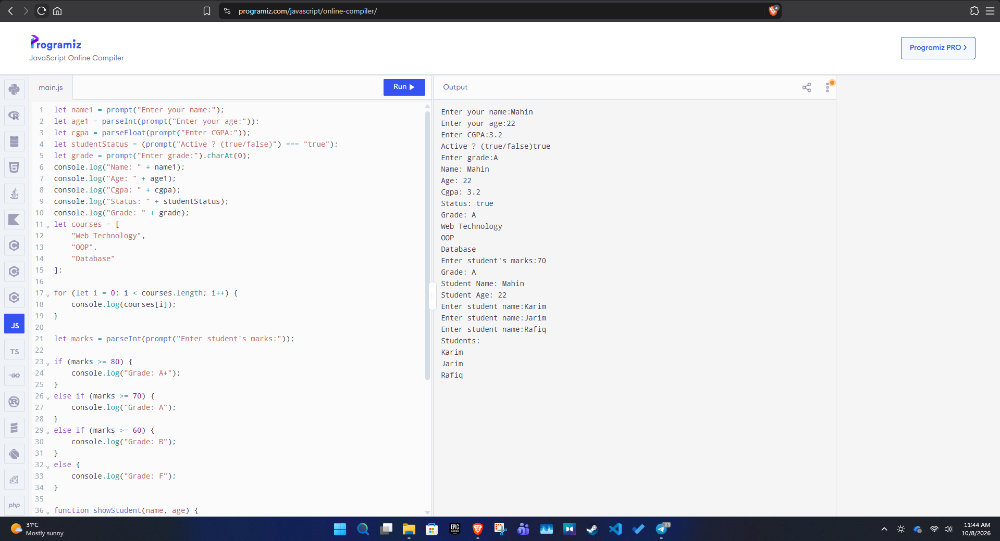 programiz.com/javascript/online-compiler/
4
Programiz
JavaScript Online Compiler
Programiz PRO
main.js
Run
Output
1 let name1 = prompt("Enter your name:");
2 let age1 = parseInt(prompt("Enter your age:"));
3 let cgpa = parseFloat(prompt("Enter CGPA:"));
4 let studentStatus = (prompt("Active ? (true/false)") === "true");
5 let grade = prompt("Enter grade:").charAt(0);
6 console.log("Name: " + name1);
7 console.log("Age: " + age1);
8 console.log("Cgpa: " + cgpa);
9 console.log("Status: " + studentStatus);
10 console.log("Grade: " + grade);
11 let courses = [
12 "Web Technology",
13 "OOP",
14 "Database"
15 ];
16
17 for (let i = 0; i < courses.length; i++) {
18 console.log(courses[i]);
19 }
20
21 let marks = parseInt(prompt("Enter student's marks:"));
22
23 if (marks >= 80) {
24 console.log("Grade: A+");
25 }
26 else if (marks >= 70) {
27 console.log("Grade: A");
28 }
29 else if (marks >= 60) {
30 console.log("Grade: B");
31 }
32 else {
33 console.log("Grade: F");
34 }
35
36 function showStudent(name, age) {
Enter your name:Mahin
Enter your age:22
Enter CGPA:3.2
Active ? (true/false)true
Enter grade:A
Name: Mahin
Age: 22
Cgpa: 3.2
Status: true
Grade: A
Web Technology
OOP
Database
Enter student's marks:70
Grade: A
Student Name: Mahin
Student Age: 22
Enter student name:Karim
Enter student name:Jarim
Enter student name:Rafiq
Students:
Karim
Jarim
Rafiq
JS
TS
GO
php
31°C
Mostly sunny
EPIC
GAMES
03
11:44 AM
10/8/2026